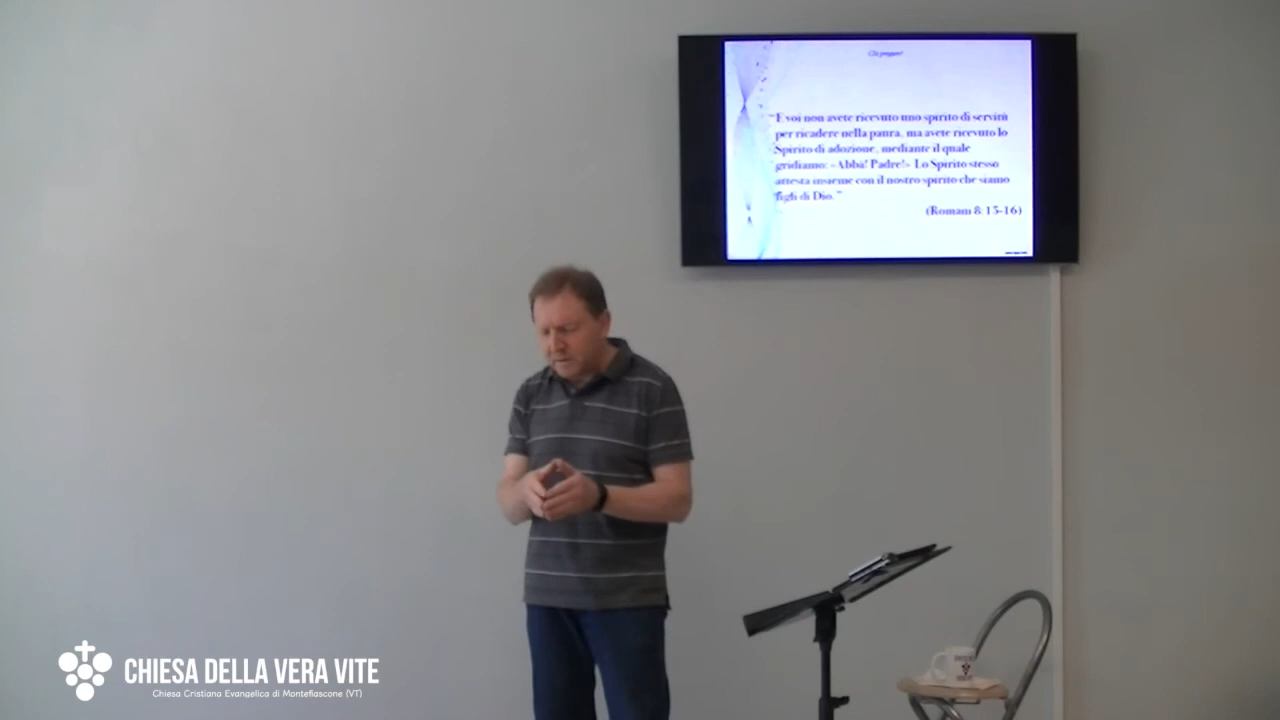 “E voi non avete ricevuto uno spirito di servitù
per ricadere nella paura, ma avete ricevuto lo
Spirito di adozione, mediante il quale
gridiamo: «Abbà! Padre!» Lo Spirito stesso
attesta insieme con il nostro spirito che siamo
figli di Dio.”
(Romani 8:15-16)
CHIESA DELLA VERA VITE
Chiesa Cristiana Evangelica di Montefiascone (VT)